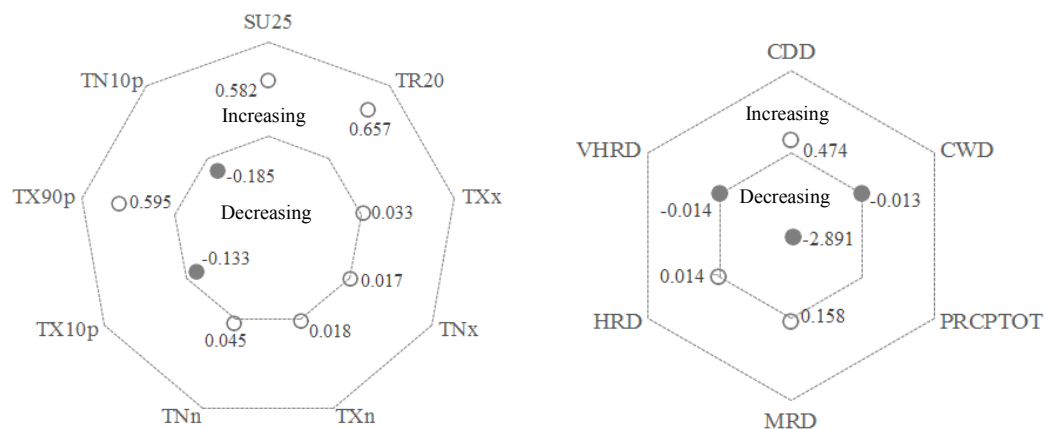 SU25
TN10p
TR20
0.582
Increasing
0.657
-0.185
TX90p
0.595
Decreasing
0.033
TXx
-0.133
0.017
TX10p
0.045
0.018
TNx
TNn
TXn
CDD
Increasing
VHRD
0.474
CWD
-0.014
Decreasing
-0.013
-2.891
0.014
HRD
0.158
PRCPTOT
MRD